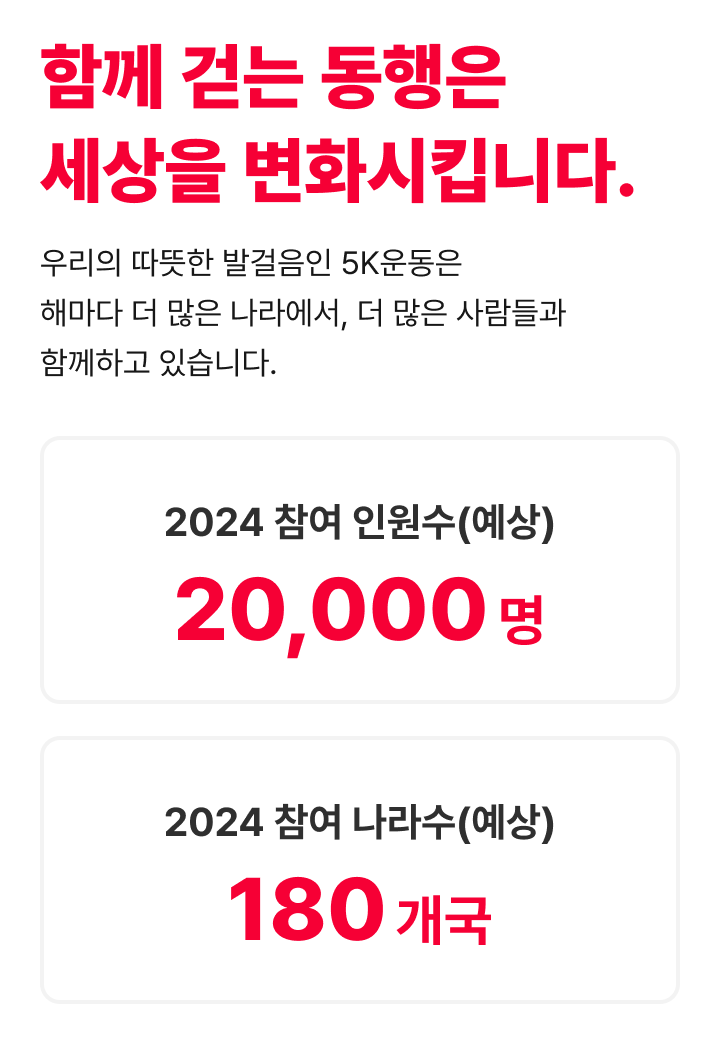 함께 걷는 동행은
세상을 변화시킵니다.
우리의 따뜻한 발걸음인 5K운동은
해마다 더 많은 나라에서, 더 많은 사람들과
함께하고 있습니다.
2024 참여 인원수(예상)
20,000 명
2024 참여 나라수(예상)
180 개국